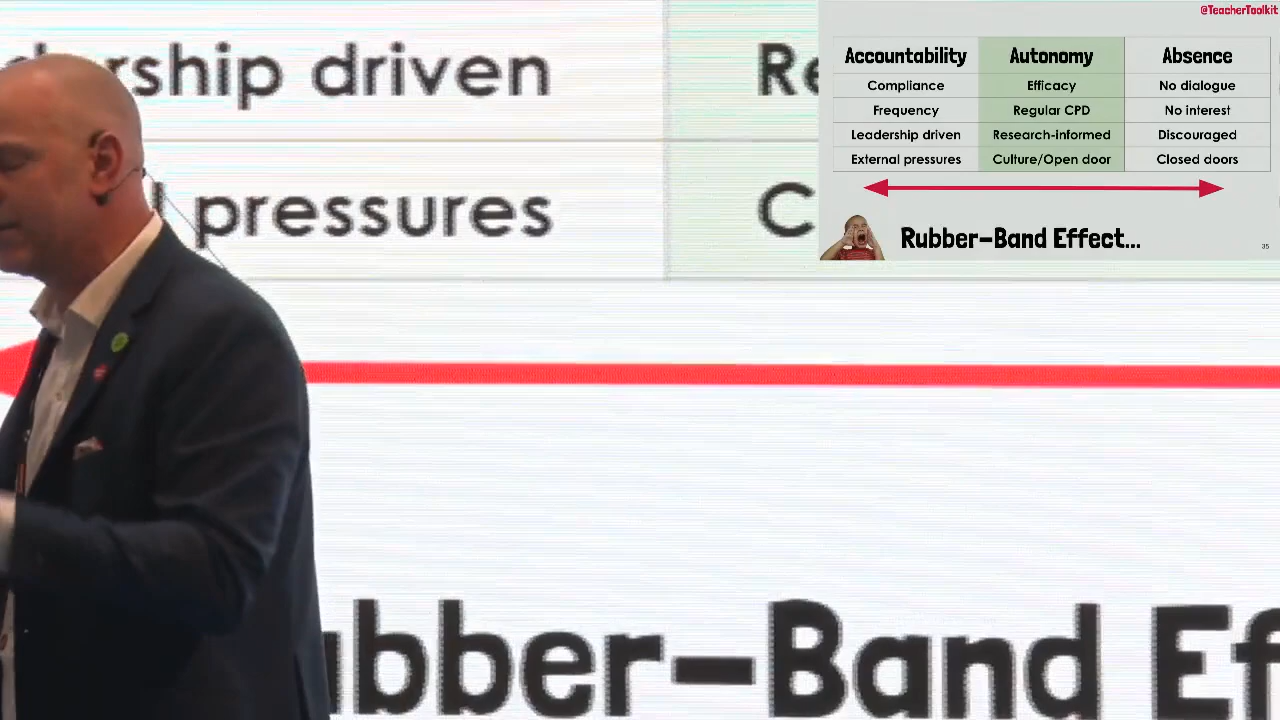 @TeacherToolkit
Accountability Autonomy Absence
Compliance Efficacy No dialogue
Frequency Regular CPD No interest
Leadership driven Research-informed Discouraged
External pressures Culture/Open door Closed doors
Rubber-Band Effect...
35
rship driven Re
pressures C
ubber-Band Ef